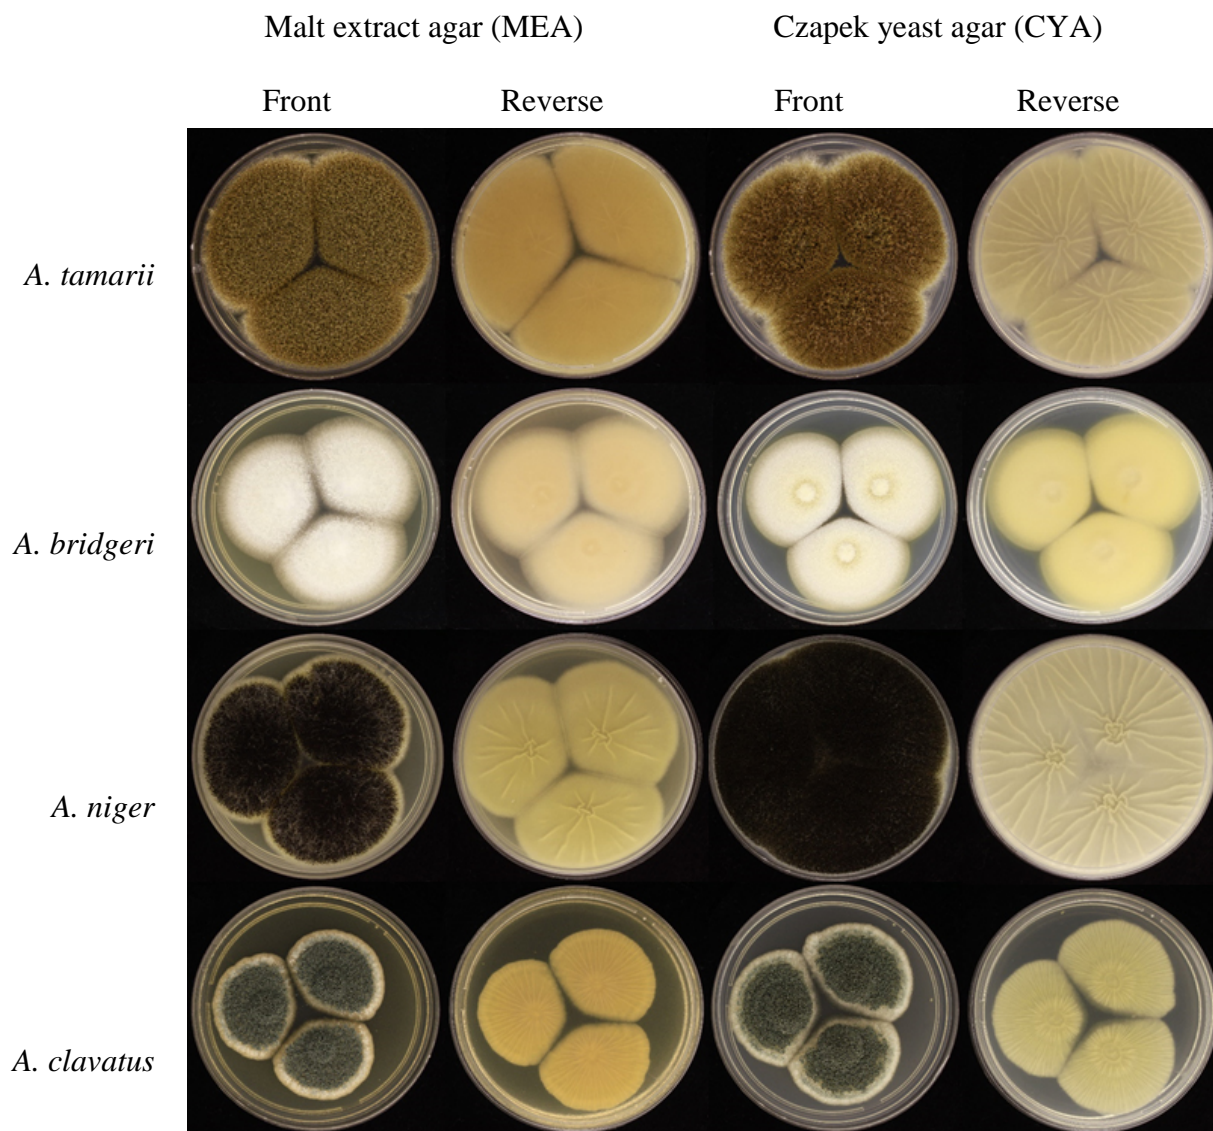 Malt extract agar (MEA) Czapek yeast agar (CYA)
Front Reverse Front Reverse
A. tamarii
A. bridgeri
A. niger
A. clavatus